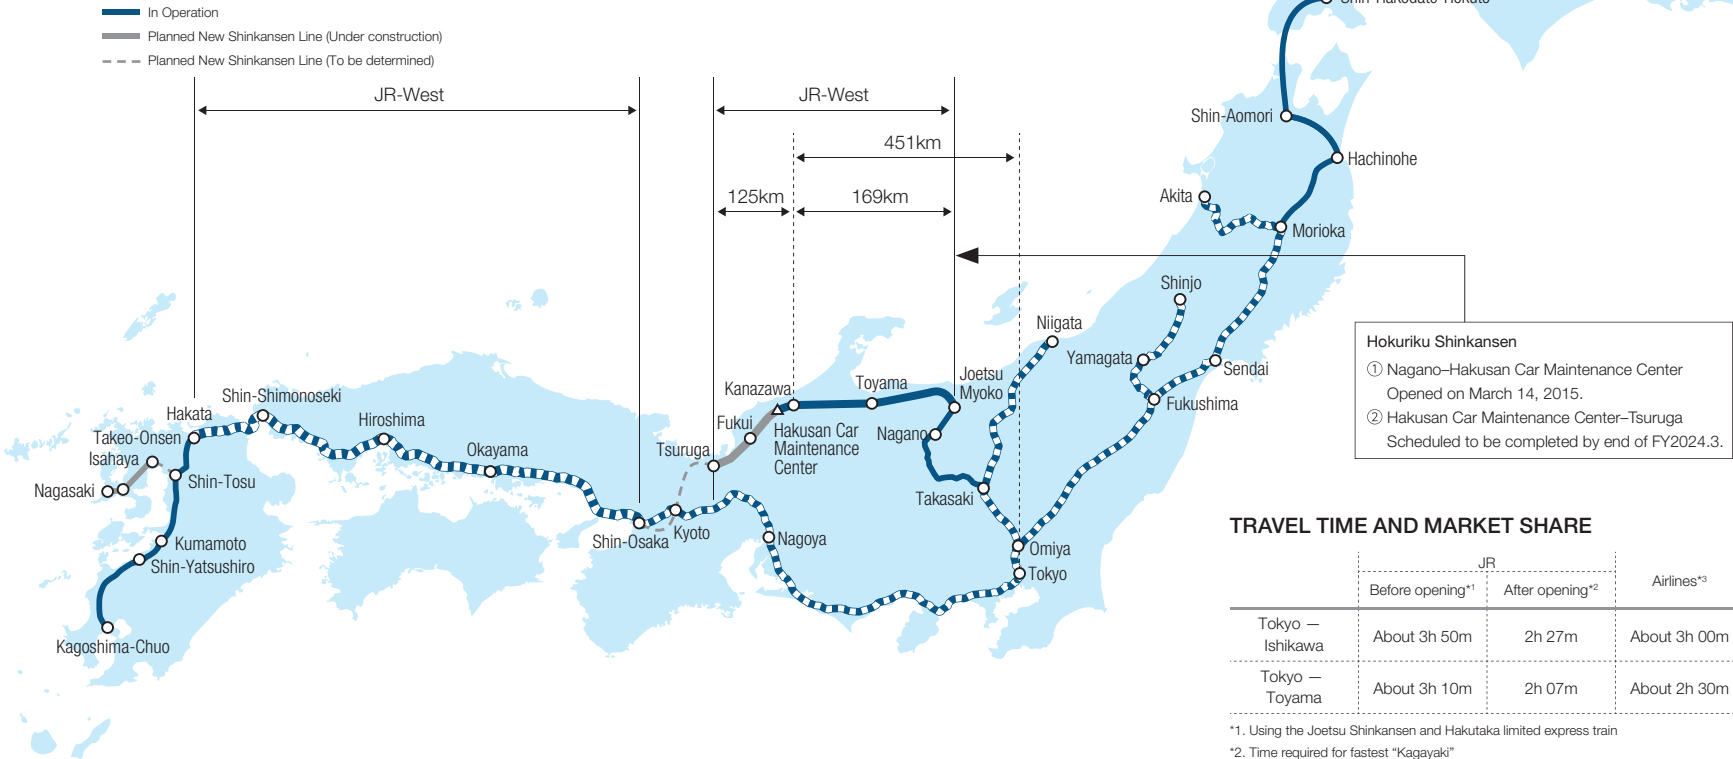 In Operation
Planned New Shinkansen Line (Under construction)
Planned New Shinkansen Line (To be determined)
JR-West
JR-West
451km
125km
169km
Shin-Hakodate-Hokuto
Shin-Aomori
Hachinohe
Akita
Morioka
Shinjo
Niigata
Yamagata
Sendai
Fukushima
Joetsu
Myoko
Toyama
Kanazawa
Nagano
Fukui
Hakusan Car
Maintenance
Center
Tsuruga
Takasaki
Shin-Shimonoseki
Hakata
Hiroshima
Okayama
Takeo-Onsen
Isahaya
Nagasaki
Shin-Tosu
Kumamoto
Shin-Yatsushiro
Kagoshima-Chuo
Shin-Osaka
Kyoto
Nagoya
Omiya
Tokyo
Hokuriku Shinkansen
① Nagano–Hakusan Car Maintenance Center
Opened on March 14, 2015.
② Hakusan Car Maintenance Center–Tsuruga
Scheduled to be completed by end of FY2024.3.
TRAVEL TIME AND MARKET SHARE
JR
Before opening*1 After opening*2 Airlines*3
Tokyo —
Ishikawa
About 3h 50m 2h 27m About 3h 00m
Tokyo —
Toyama
About 3h 10m 2h 07m About 2h 30m
*1. Using the Joetsu Shinkansen and Hakutaka limited express train
*2. Time required for fastest “Kagayaki”